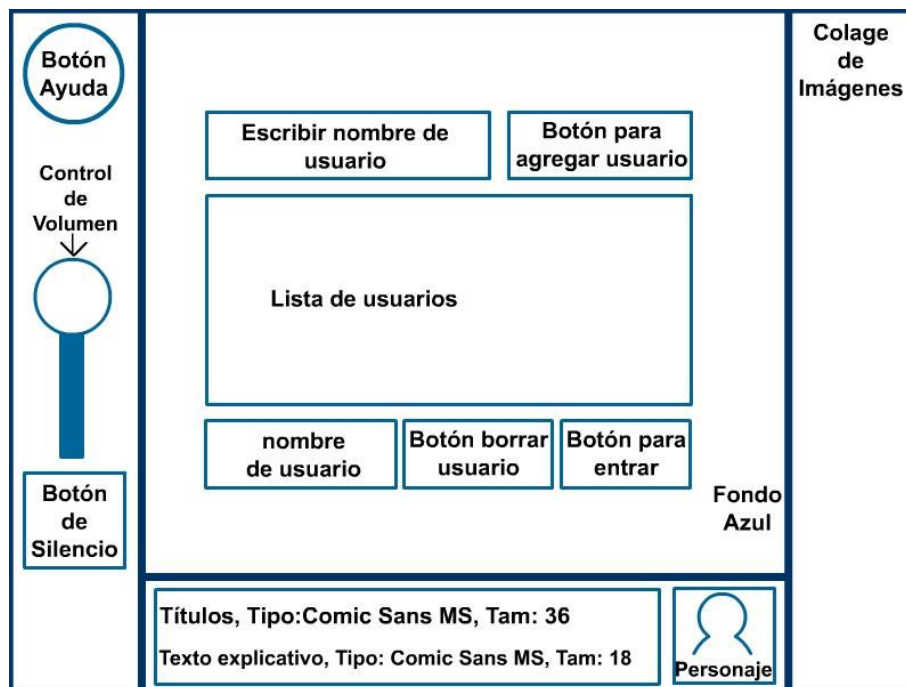 Botón
Ayuda
Control
de
Volumen
Botón
de
Silencio
Escribir nombre de
usuario
Botón para
agregar usuario
Lista de usuarios
nombre
de usuario
Botón borrar
usuario
Botón para
entrar
Fondo
Azul
Títulos, Tipo:Comic Sans MS, Tam: 36
Texto explicativo, Tipo: Comic Sans MS, Tam: 18
Personaje
Colage
de
Imágenes